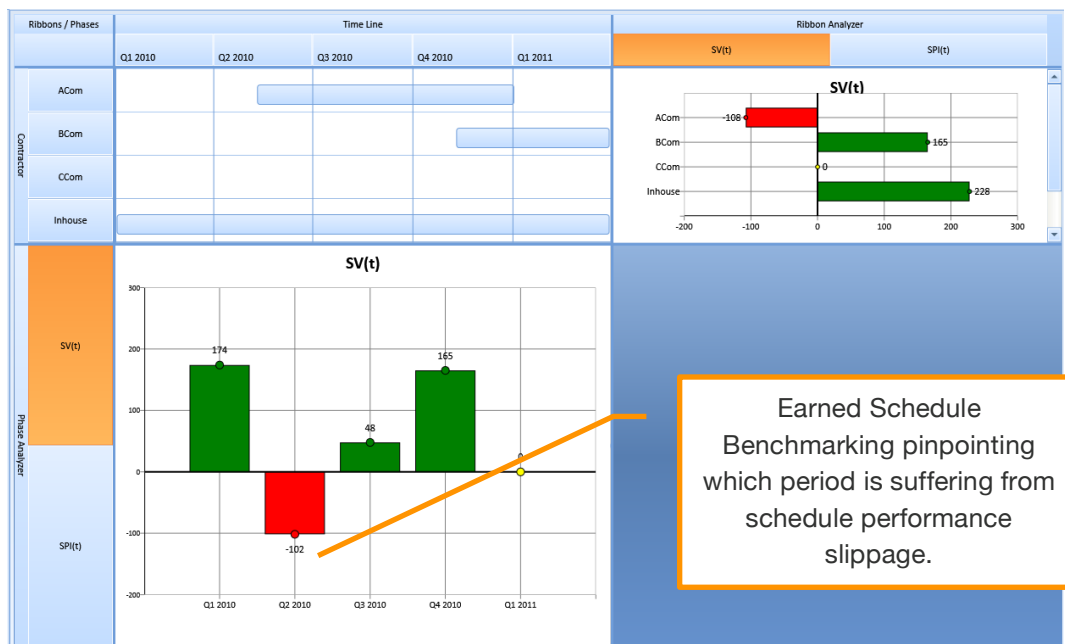 Ribbons / Phases
Time Line
Ribbon Analyzer
Q1 2010
Q2 2010
Q3 2010
Q4 2010
Q1 2011
SV(t)
SPI(t)
Contractor
ACom
BCom
CCom
Inhouse
SV(t)
ACom
BCom
CCom
Inhouse
-108
165
0
228
-200
-100
0
100
200
300
Phase Analyzer
SV(t)
SPI(t)
SV(t)
300
200
100
0
-100
-200
174
-102
48
165
0
Q1 2010
Q2 2010
Q3 2010
Q4 2010
Q1 2011
Earned Schedule
Benchmarking pinpointing
which period is suffering from
schedule performance
slippage.